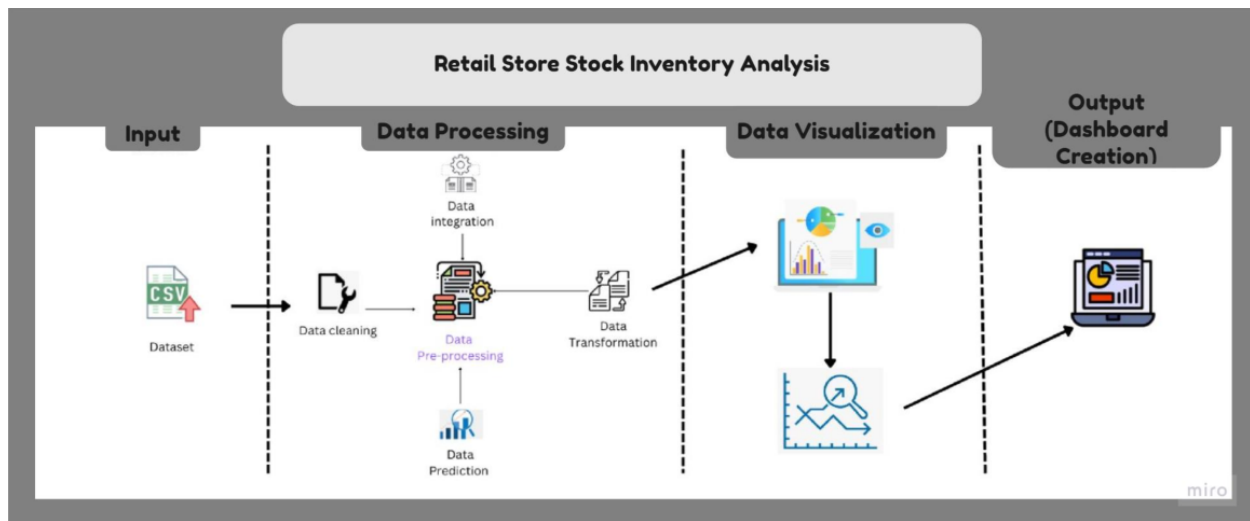 Retail Store Stock Inventory Analysis
Input
Data Processing
Data Visualization
Output
(Dashboard
Creation)
Data
integration
CSV
Dataset
Data cleaning
Data
Pre-processing
Data
Transformation
Data
Prediction
miro